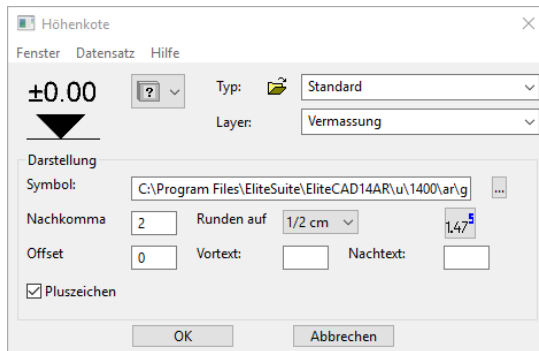 Höhenkote
Fenster Datensatz Hilfe
±0.00 ? Typ: Standard
Layer: Vermassung
Darstellung
Symbol: C:\Program Files\EliteSuite\EliteCAD14AR\u\1400\ar\g ...
Nachkomma 2 Runden auf 1/2 cm 1.47⁵
Offset 0 Vortext: Nachtext:
Pluszeichen
OK Abbrechen